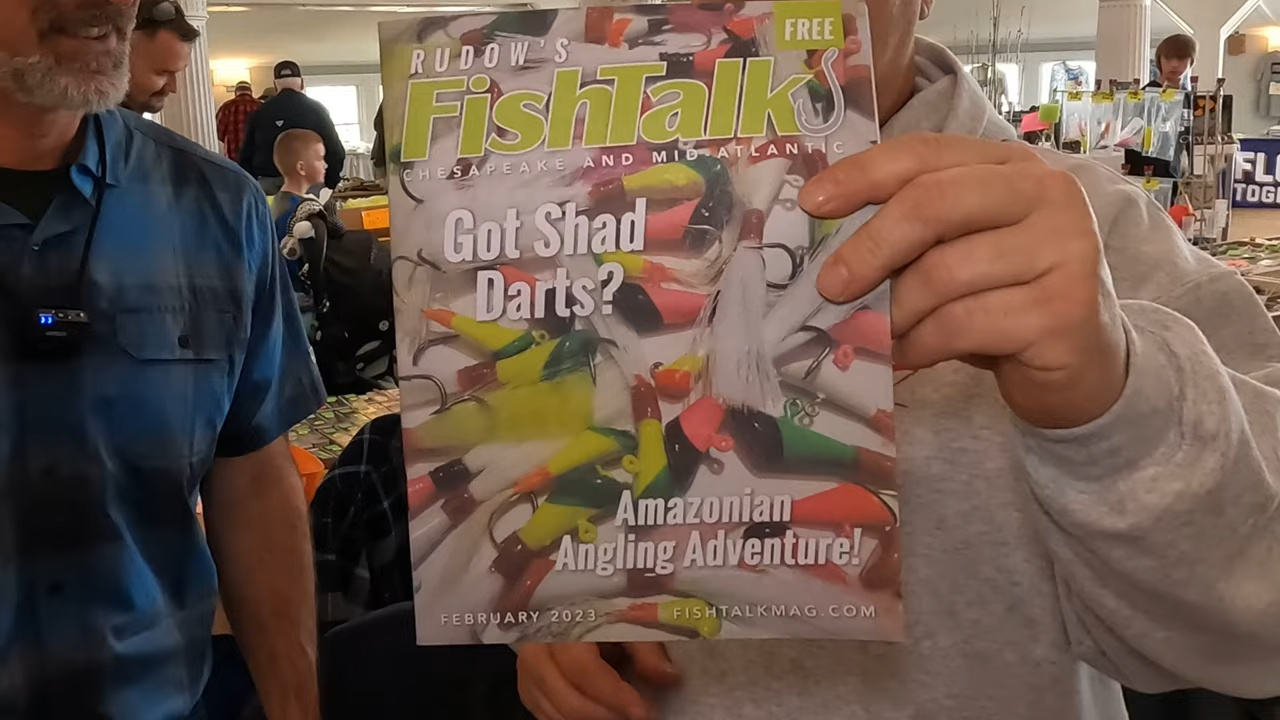 FREE
RUDOW'S
FishTalk
CHESAPEAKE AND MID-ATLANTIC
Got Shad
Darts?
Amazonian
Angling Adventure!
FEBRUARY 2023
FISHTALKMAG.COM